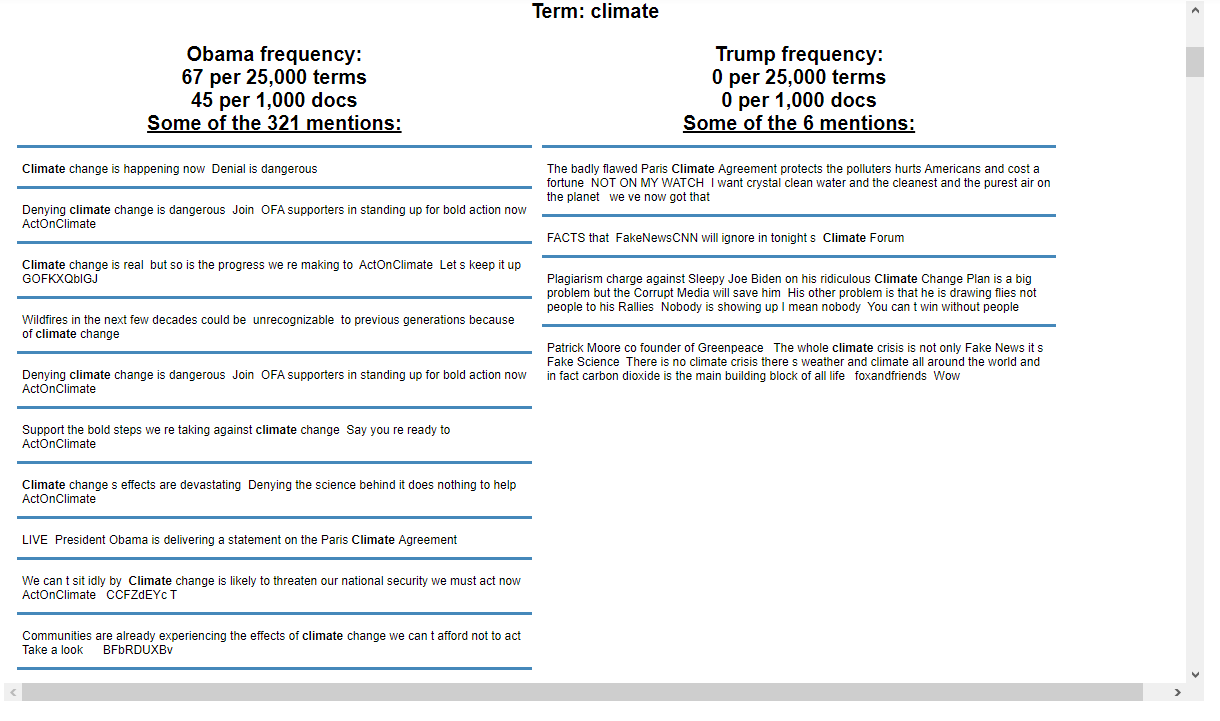 Term: climate
Obama frequency:
67 per 25,000 terms
45 per 1,000 docs
Some of the 321 mentions:
Climate change is happening now  Denial is dangerous
Denying climate change is dangerous  Join  OFA supporters in standing up for bold action now
ActOnClimate
Climate change is real  but so is the progress we re making to  ActOnClimate  Let s keep it up
GOFKXQbIGJ
Wildfires in the next few decades could be  unrecognizable  to previous generations because
of climate change
Denying climate change is dangerous  Join  OFA supporters in standing up for bold action now
ActOnClimate
Support the bold steps we re taking against climate change  Say you re ready to
ActOnClimate
Climate change s effects are devastating  Denying the science behind it does nothing to help
ActOnClimate
LIVE  President Obama is delivering a statement on the Paris Climate Agreement
We can t sit idly by  Climate change is likely to threaten our national security we must act now
ActOnClimate   CCFZdEYc T
Communities are already experiencing the effects of climate change we can t afford not to act
Take a look      BFbRDUXBv
Trump frequency:
0 per 25,000 terms
0 per 1,000 docs
Some of the 6 mentions:
The badly flawed Paris Climate Agreement protects the polluters hurts Americans and cost a
fortune  NOT ON MY WATCH  I want crystal clean water and the cleanest and the purest air on
the planet   we ve now got that
FACTS that  FakeNewsCNN will ignore in tonight s  Climate Forum
Plagiarism charge against Sleepy Joe Biden on his ridiculous Climate Change Plan is a big
problem but the Corrupt Media will save him  His other problem is that he is drawing flies not
people to his Rallies  Nobody is showing up I mean nobody  You can t win without people
Patrick Moore co founder of Greenpeace   The whole climate crisis is not only Fake News it s
Fake Science  There is no climate crisis there s weather and climate all around the world and
in fact carbon dioxide is the main building block of all life   foxandfriends  Wow